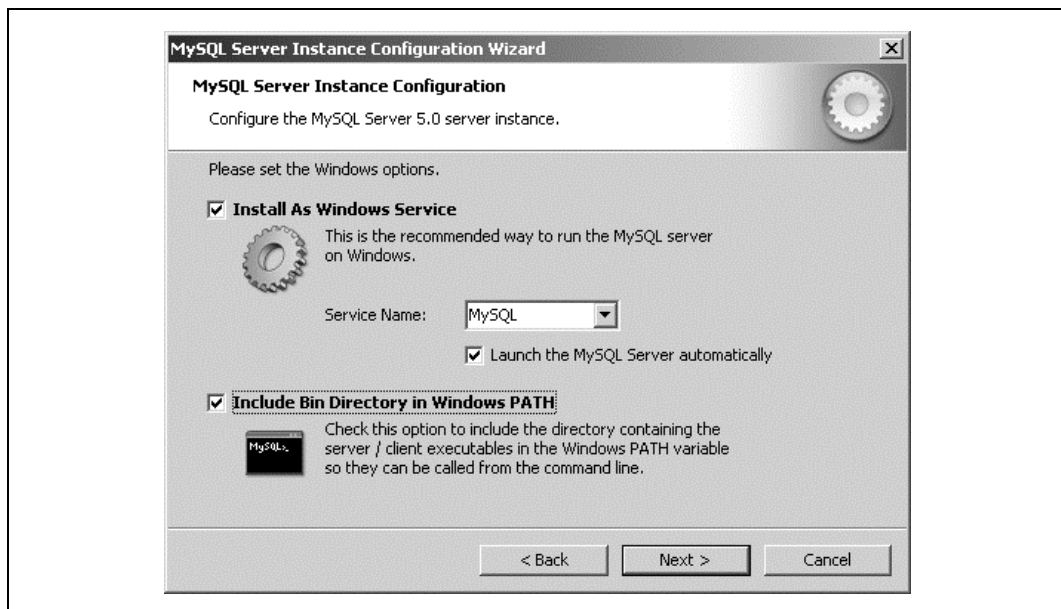 MySQL Server Instance Configuration Wizard
MySQL Server Instance Configuration
Configure the MySQL Server 5.0 server instance.
Please set the Windows options.
Install As Windows Service
This is the recommended way to run the MySQL server
on Windows.
Service Name: MySQL
Launch the MySQL Server automatically
Include Bin Directory in Windows PATH
Check this option to include the directory containing the
server / client executables in the Windows PATH variable
so they can be called from the command line.
MySQL>_
< Back Next > Cancel